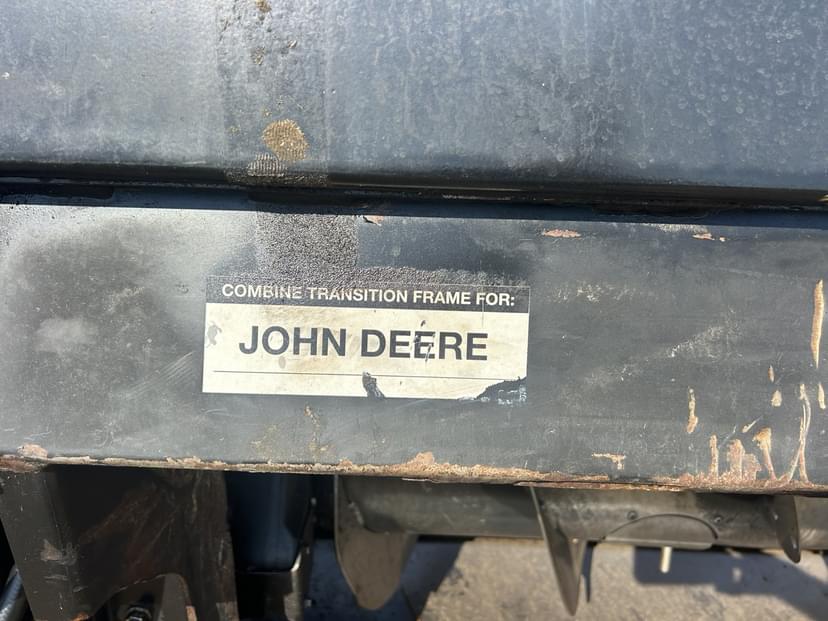 COMBINE TRANSITION FRAME FOR:
JOHN DEERE